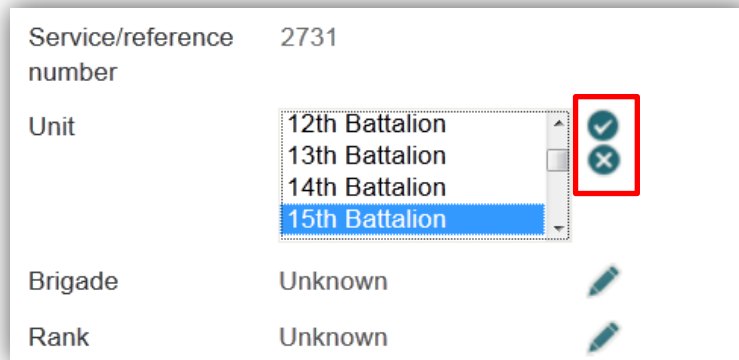 Service/reference 2731
number
Unit
12th Battalion
13th Battalion
14th Battalion
15th Battalion
Brigade Unknown
Rank Unknown